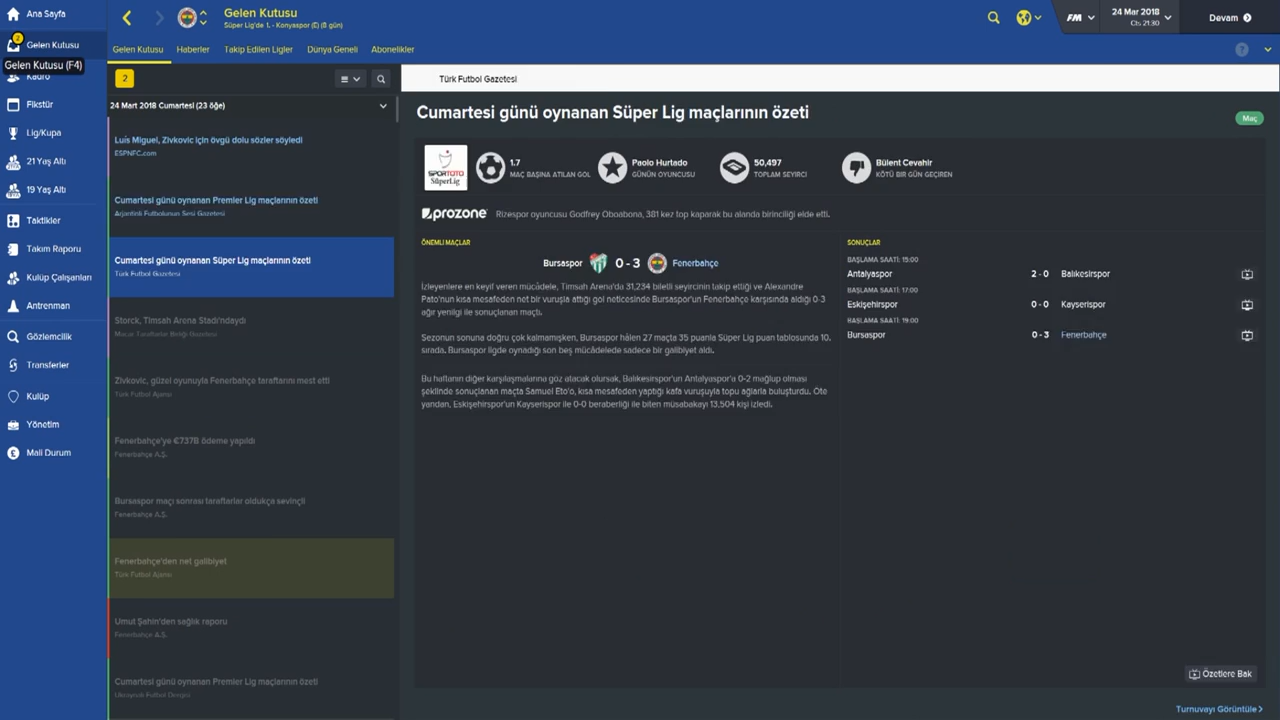 Ana Sayfa
Gelen Kutusu
Süper Lig'de 1. - Konyaspor (E) (8 gün)
FM
24 Mar 2018
Cts 21:30
Devam
2
Gelen Kutusu
Gelen Kutusu (F4)
Kadro
Fikstür
Lig/Kupa
21 Yaş Altı
19 Yaş Altı
Taktikler
Takım Raporu
Kulüp Çalışanları
Antrenman
Gözlemcilik
Transferler
Kulüp
Yönetim
Mali Durum
Gelen Kutusu Haberler Takip Edilen Ligler Dünya Geneli Abonelikler
2
24 Mart 2018 Cumartesi (23 öğe)
Luis Miguel, Zivkovic için övgü dolu sözler söyledi
ESPNFC.com
Cumartesi günü oynanan Premier Lig maçlarının özeti
Arjantinli Futbolunun Sesi Gazetesi
Cumartesi günü oynanan Süper Lig maçlarının özeti
Türk Futbol Gazetesi
Storck, Timsah Arena Stadı'ndaydı
Macar Taraftarlar Birliği Gazetesi
Zivkovic, güzel oyunuyla Fenerbahçe taraftarını mest etti
Türk Futbol Ajansı
Fenerbahçe'ye €737B ödeme yapıldı
Fenerbahçe A.Ş.
Bursaspor maçı sonrası taraftarlar oldukça sevinçli
Fenerbahçe A.Ş.
Fenerbahçe'den net galibiyet
Türk Futbol Ajansı
Umut Şahin'den sağlık raporu
Fenerbahçe A.Ş.
Cumartesi günü oynanan Premier Lig maçlarının özeti
Ukraynalı Futbol Dergisi
Türk Futbol Gazetesi
Cumartesi günü oynanan Süper Lig maçlarının özeti
Maç
SPORTOTO
SüperLig
1.7
MAÇ BAŞINA ATILAN GOL
Paolo Hurtado
GÜNÜN OYUNCUSU
50,497
TOPLAM SEYİRCİ
Bülent Cevahir
KÖTÜ BİR GÜN GEÇİREN
prozone Rizespor oyuncusu Godfrey Oboabona, 381 kez top kaparak bu alanda birinciliği elde etti.
ÖNEMLİ MAÇLAR
Bursaspor 0 - 3 Fenerbahçe
İzleyenlere en keyif veren mücâdele, Timsah Arena'da 31,234 biletli seyircinin takip ettiği ve Alexandre
Pato'nun kısa mesafeden net bir vuruşla attığı gol neticesinde Bursaspor'un Fenerbahçe karşısında aldığı 0-3
ağır yenilgi ile sonuçlanan maçtı.
Sezonun sonuna doğru çok kalmamışken, Bursaspor hâlen 27 maçta 35 puanla Süper Lig puan tablosunda 10.
sırada. Bursaspor ligde oynadığı son beş mücâdelede sadece bir galibiyet aldı.
Bu haftanın diğer karşılaşmalarına göz atacak olursak, Balıkesirspor'un Antalyaspor'a 0-2 mağlup olması
şeklinde sonuçlanan maçta Samuel Eto'o, kısa mesafeden yaptığı kafa vuruşuyla topu ağlarla buluşturdu. Öte
yandan, Eskişehirspor'un Kayserispor ile 0-0 beraberliği ile biten müsabakayı 13,504 kişi izledi.
SONUÇLAR
BAŞLAMA SAATİ: 15:00
Antalyaspor 2 - 0 Balıkesirspor
BAŞLAMA SAATİ: 17:00
Eskişehirspor 0 - 0 Kayserispor
BAŞLAMA SAATİ: 19:00
Bursaspor 0 - 3 Fenerbahçe
Özetlere Bak
Turnuvayı Görüntüle >